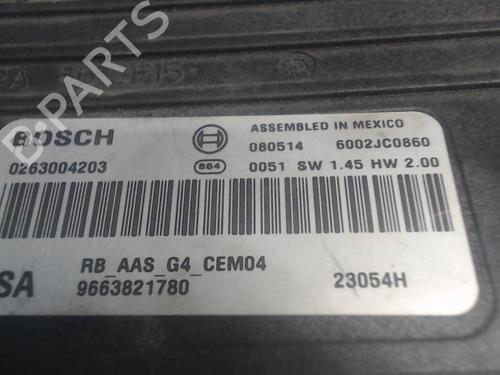 BOSCH
ASSEMBLED IN MEXICO
080514 6002JC0860
0263004203
864 0051 SW 1.45 HW 2.00
RB_AAS_G4_CEM04
SA 9663821780 23054H
B-PARTS